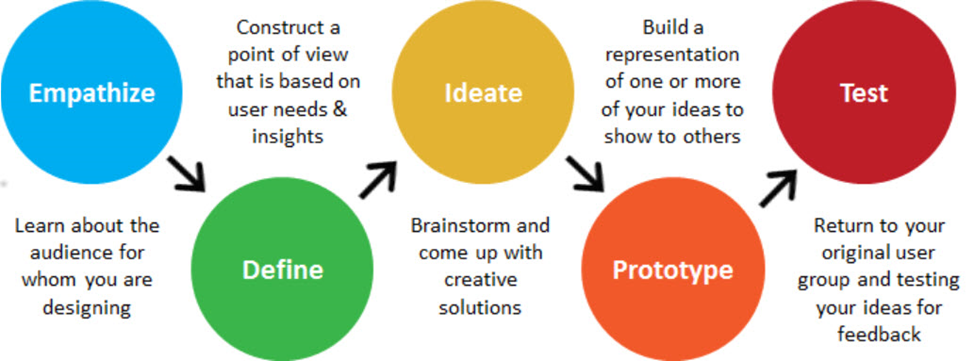 Empathize
Learn about the
audience for
whom you are
designing
Construct a
point of view
that is based on
user needs &
insights
Define
Ideate
Brainstorm and
come up with
creative
solutions
Build a
representation
of one or more
of your ideas to
show to others
Prototype
Test
Return to your
original user
group and testing
your ideas for
feedback